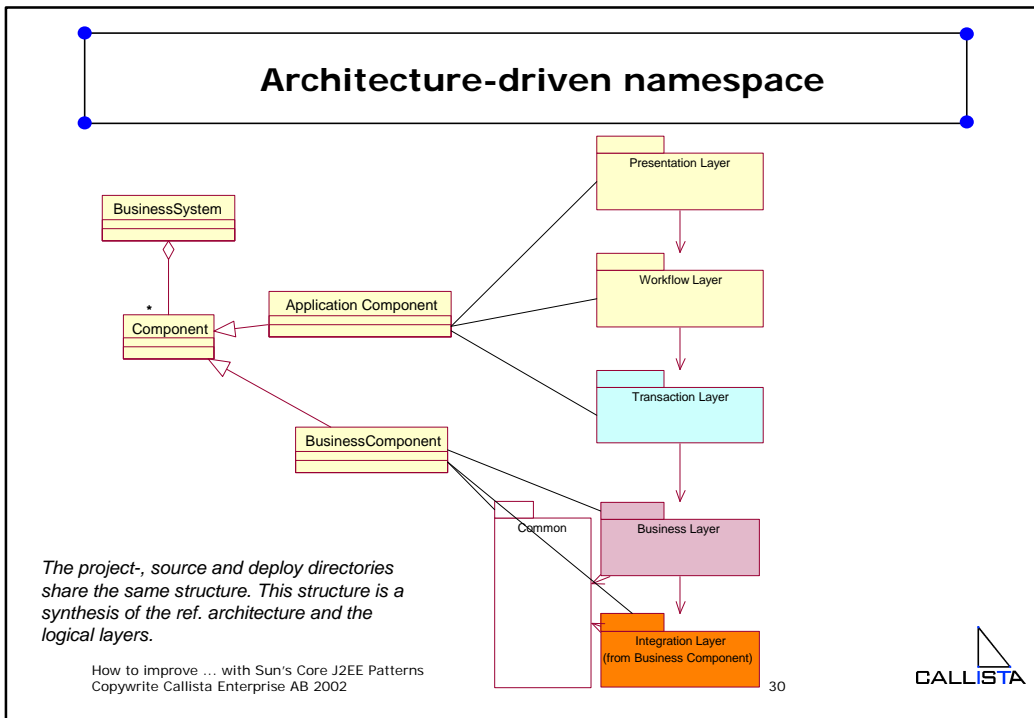 Architecture-driven namespace
Presentation Layer
BusinessSystem
Workflow Layer
*
Application Component
Component
Transaction Layer
BusinessComponent
Common
Business Layer
The project-, source and deploy directories
share the same structure. This structure is a
synthesis of the ref. architecture and the
logical layers.
Integration Layer
(from Business Component)
How to improve ... with Sun's Core J2EE Patterns
Copywrite Callista Enterprise AB 2002
30
CALLISTA